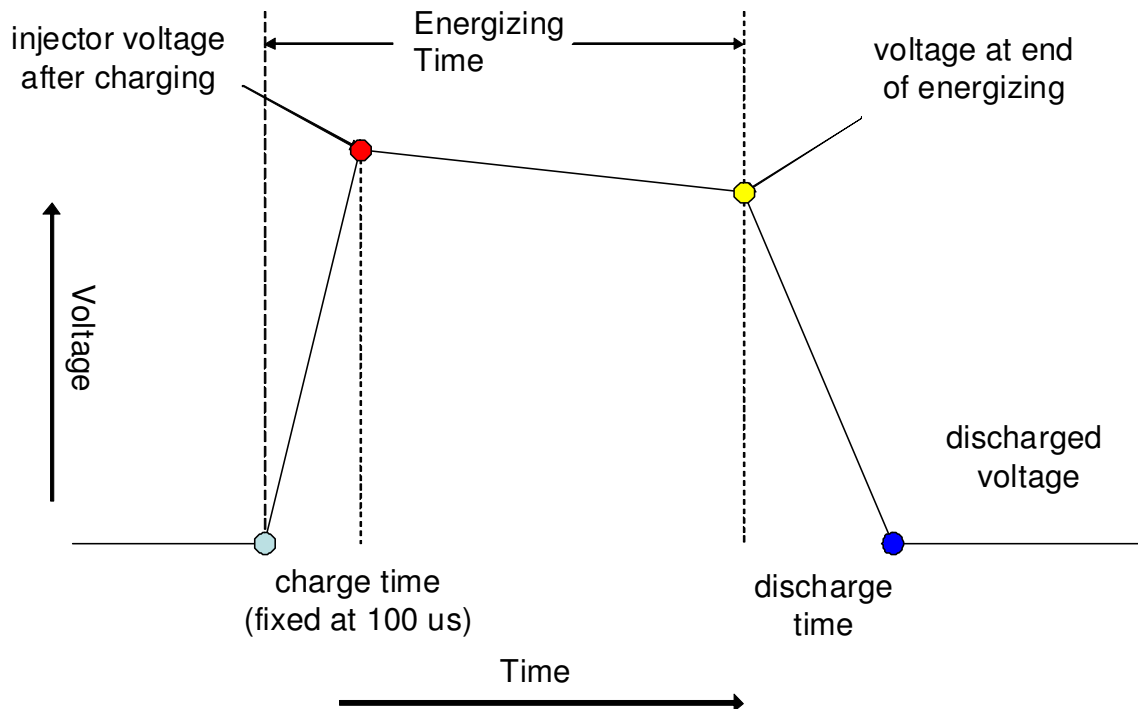 injector voltage
after charging
Energizing
Time
voltage at end
of energizing
Voltage
discharged
voltage
charge time
(fixed at 100 us)
discharge
time
Time